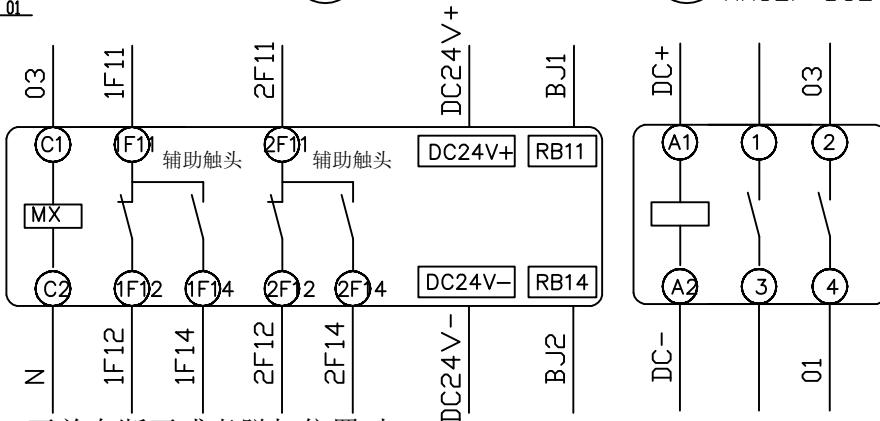 01
03 1F11 2F11 DC24V+ BJ1 DC+ 03
C1 1F11 辅助触头 2F11 辅助触头 DC24V+ RB11 A1 1 2
MX
C2 1F12 1F14 2F12 2F14 DC24V- RB14 A2 3 4
N 1F12 1F14 2F12 2F14 DC24V- BJ2 DC- 01